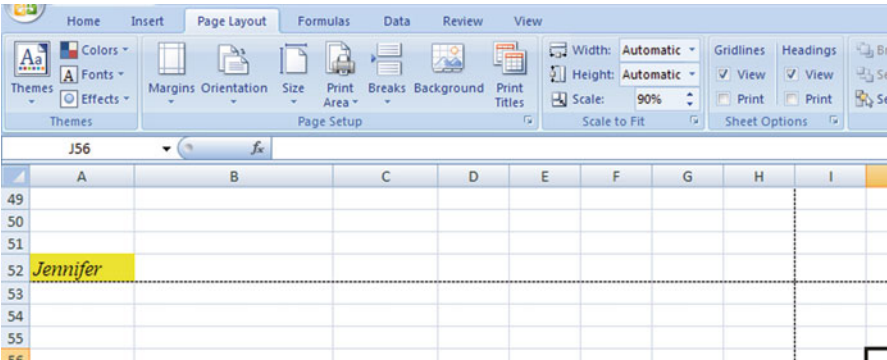 Home Insert Page Layout Formulas Data Review View
Colors Width: Automatic Gridlines Headings
Aa A Fonts Height: Automatic View View
Themes Effects Margins Orientation Size Print Area Breaks Background Print Titles Scale: 90% Print Print
Themes Page Setup Scale to Fit Sheet Options
J56 fx
A B C D E F G H I
49
50
51
52 Jennifer
53
54
55
56